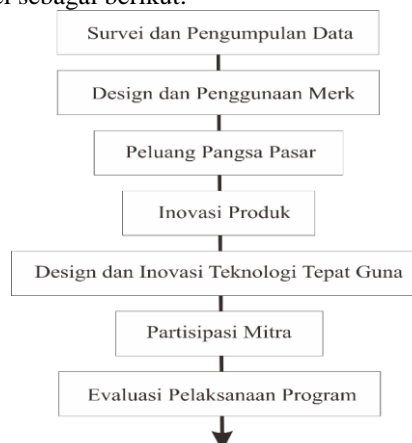 sebagai berikut.
Survei dan Pengumpulan Data
Design dan Penggunaan Merk
Peluang Pangsa Pasar
Inovasi Produk
Design dan Inovasi Teknologi Tepat Guna
Partisipasi Mitra
Evaluasi Pelaksanaan Program